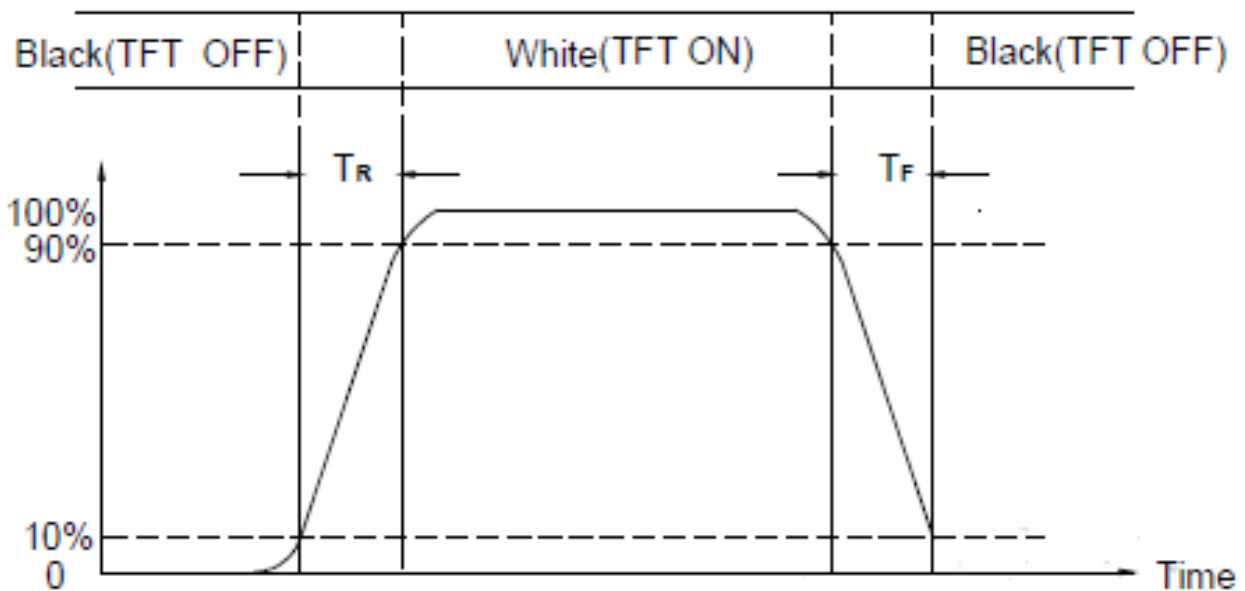 Black(TFT OFF) White(TFT ON) Black(TFT OFF)
TR TF
100%
90%
10%
0
Time